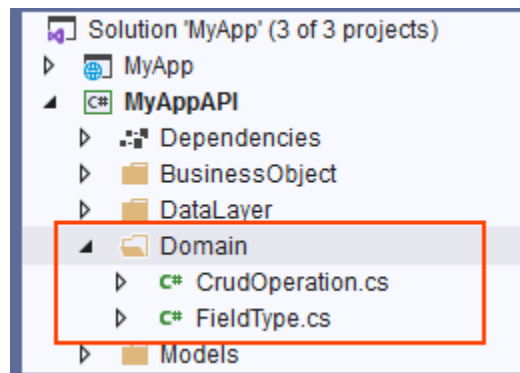 Solution 'MyApp' (3 of 3 projects)
MyApp
C# MyAppAPI
Dependencies
BusinessObject
DataLayer
Domain
C# CrudOperation.cs
C# FieldType.cs
Models